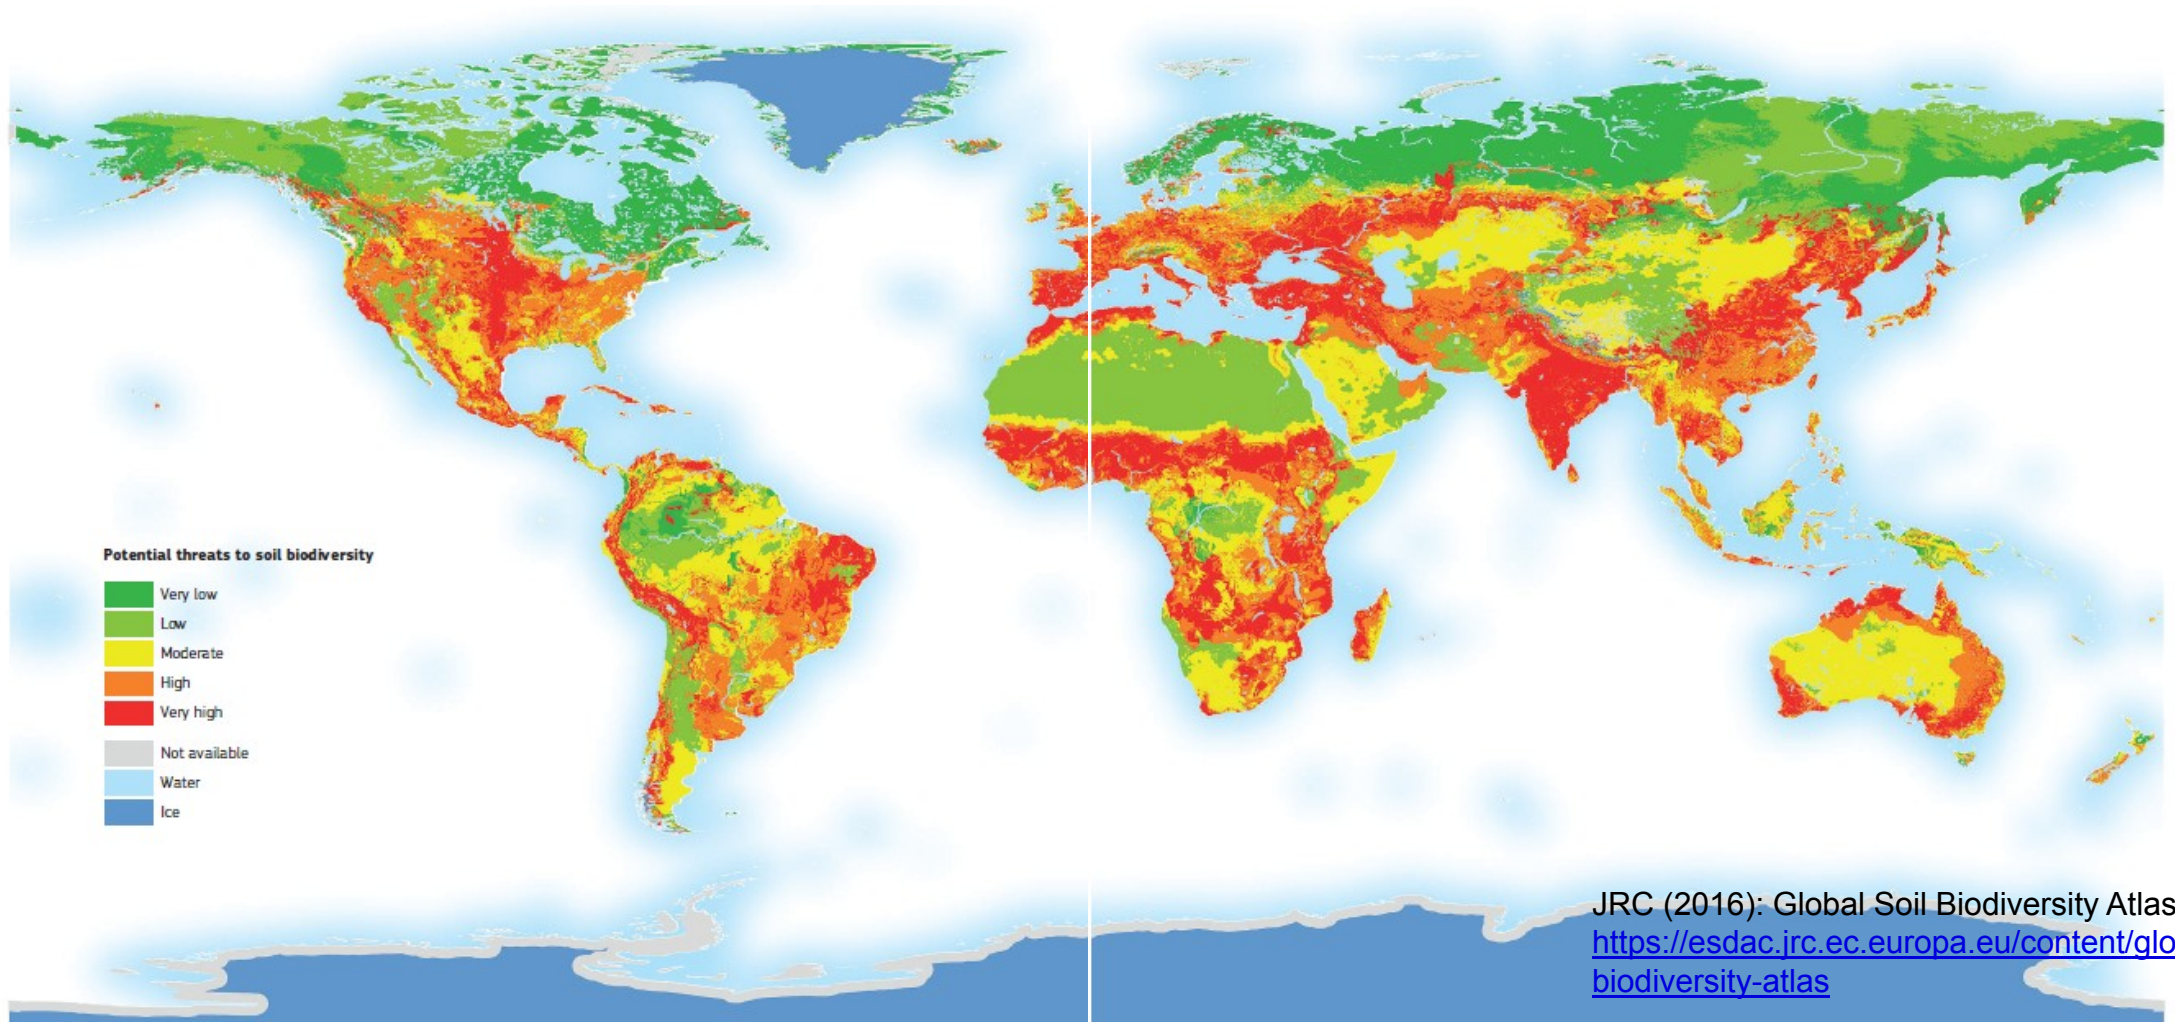 Potential threats to soil biodiversity
Very low
Low
Moderate
High
Very high
Not available
Water
Ice
JRC (2016): Global Soil Biodiversity Atlas
https://esdac.jrc.ec.europa.eu/content/glo
biodiversity-atlas